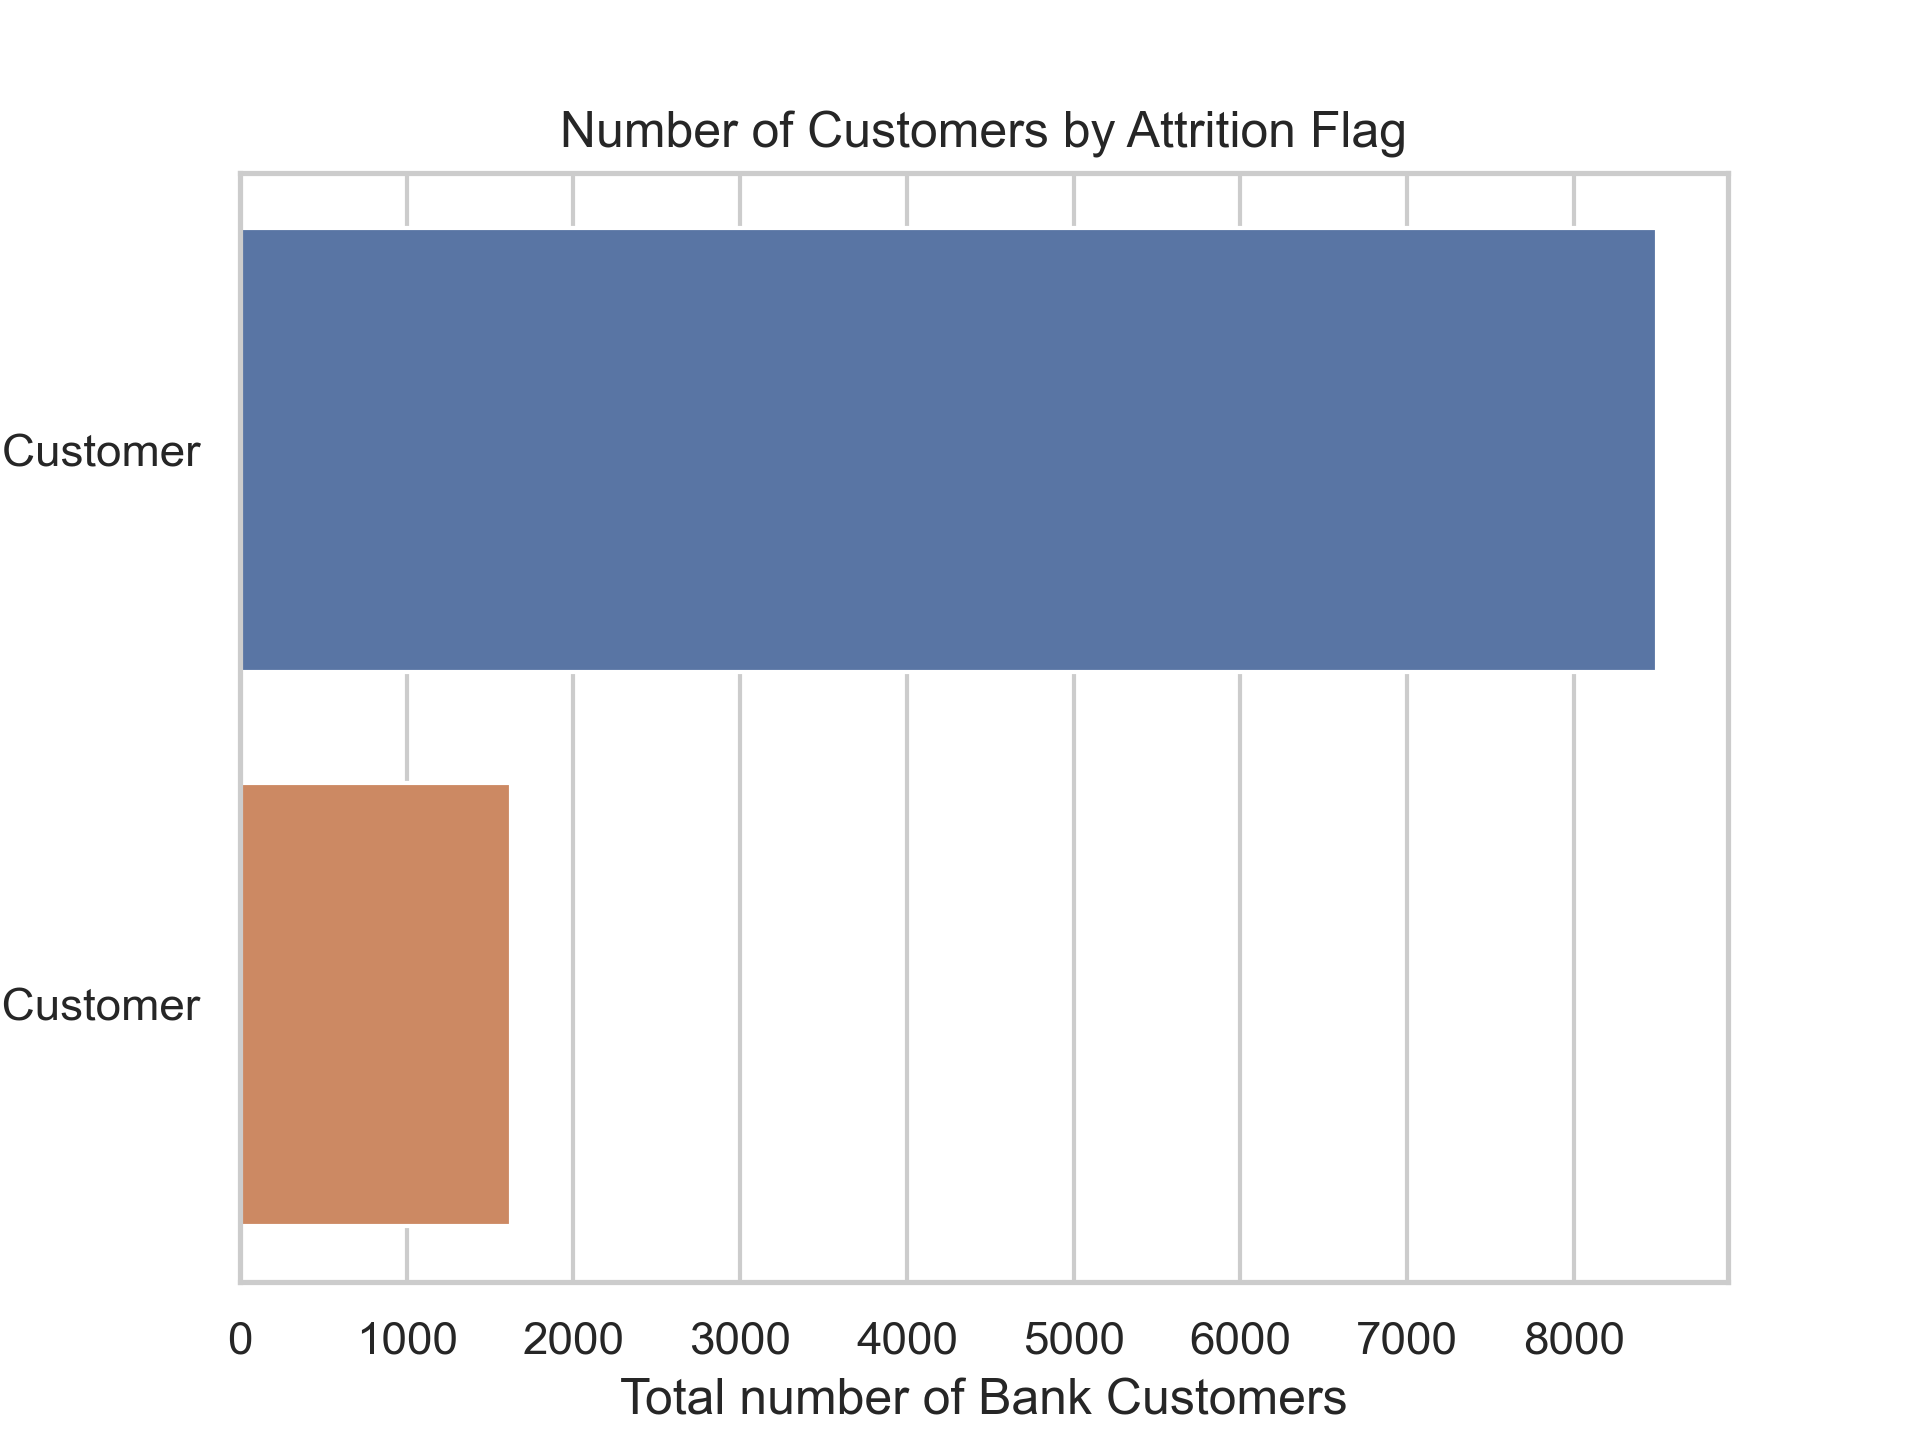 Number of Customers by Attrition Flag
Customer
Customer
0 1000 2000 3000 4000 5000 6000 7000 8000
Total number of Bank Customers